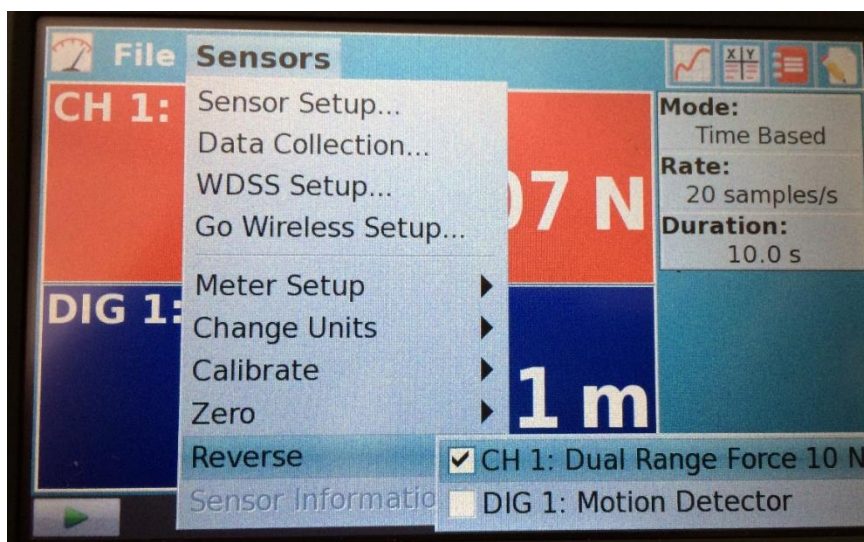 File Sensors
X Y
CH 1:
07 N
Sensor Setup...
Data Collection...
WDSS Setup...
Go Wireless Setup...
Meter Setup
Change Units
Calibrate
Zero
Reverse
Sensor Informatio
CH 1: Dual Range Force 10 N
DIG 1: Motion Detector
DIG 1:
1 m
Mode:
Time Based
Rate:
20 samples/s
Duration:
10.0 s